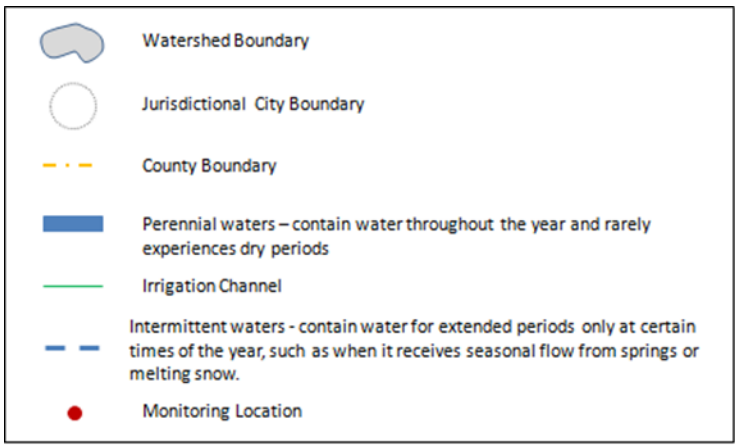 Watershed Boundary
Jurisdictional City Boundary
County Boundary
Perennial waters – contain water throughout the year and rarely
experiences dry periods
Irrigation Channel
Intermittent waters - contain water for extended periods only at certain
times of the year, such as when it receives seasonal flow from springs or
melting snow.
Monitoring Location